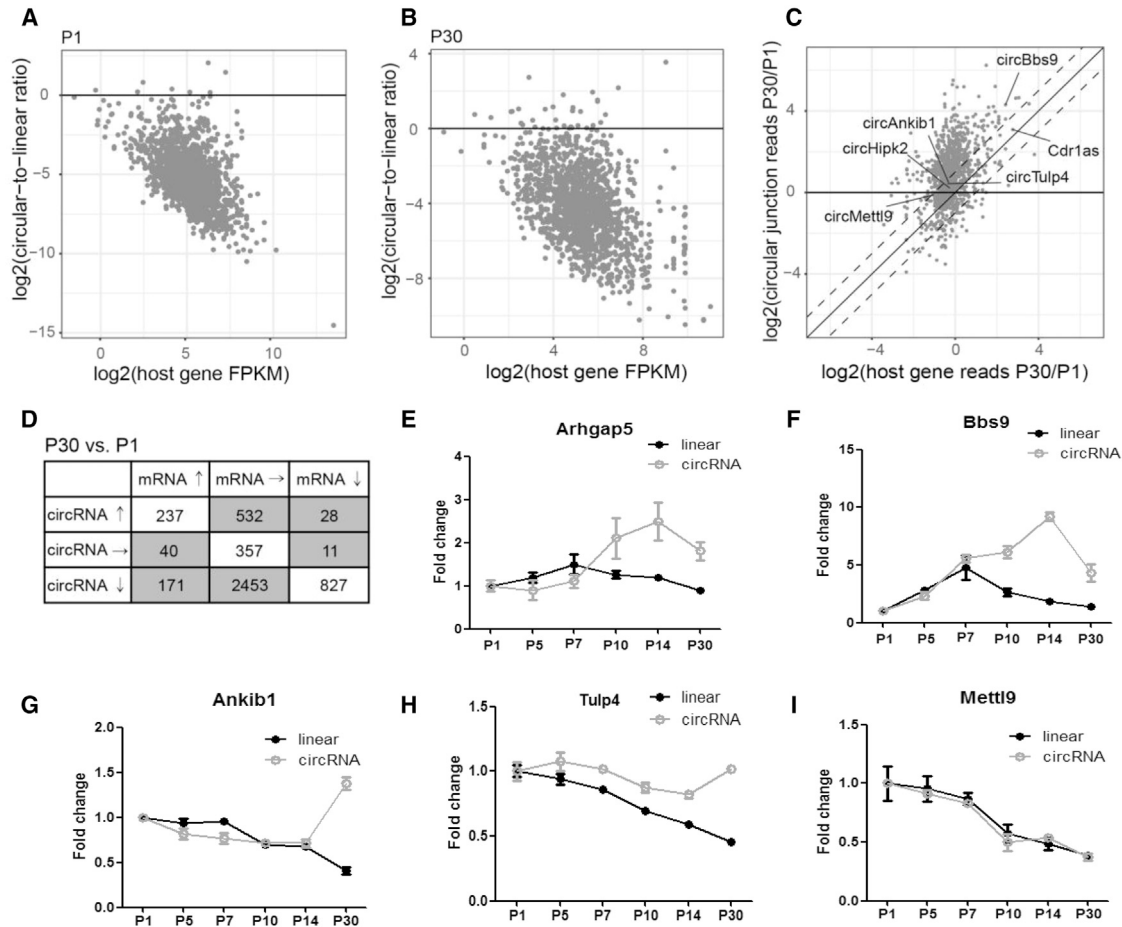 A
P1
log2(circular−to−linear ratio)
0
−5
−10
−15
0
5
10
log2(host gene FPKM)
B
P30
log2(circular−to−linear ratio)
4
0
−4
−8
0
4
8
log2(host gene FPKM)
C
log2(circular junction reads P30/P1)
4
0
−4
circBbs9
circAnkib1
circHipk2
Cdr1as
circTulp4
circMettl9
−4
0
4
log2(host gene reads P30/P1)
D
P30 vs. P1
mRNA ↑ mRNA → mRNA ↓
circRNA ↑ 237 532 28
circRNA → 40 357 11
circRNA ↓ 171 2453 827
E
Arhgap5
linear
circRNA
Fold change
4
3
2
1
0
P1 P5 P7 P10 P14 P30
F
Bbs9
linear
circRNA
Fold change
15
10
5
0
P1 P5 P7 P10 P14 P30
G
Ankib1
linear
circRNA
Fold change
2.0
1.5
1.0
0.5
0.0
P1 P5 P7 P10 P14 P30
H
Tulp4
linear
circRNA
Fold change
1.5
1.0
0.5
0.0
P1 P5 P7 P10 P14 P30
I
Mettl9
linear
circRNA
Fold change
1.5
1.0
0.5
0.0
P1 P5 P7 P10 P14 P30